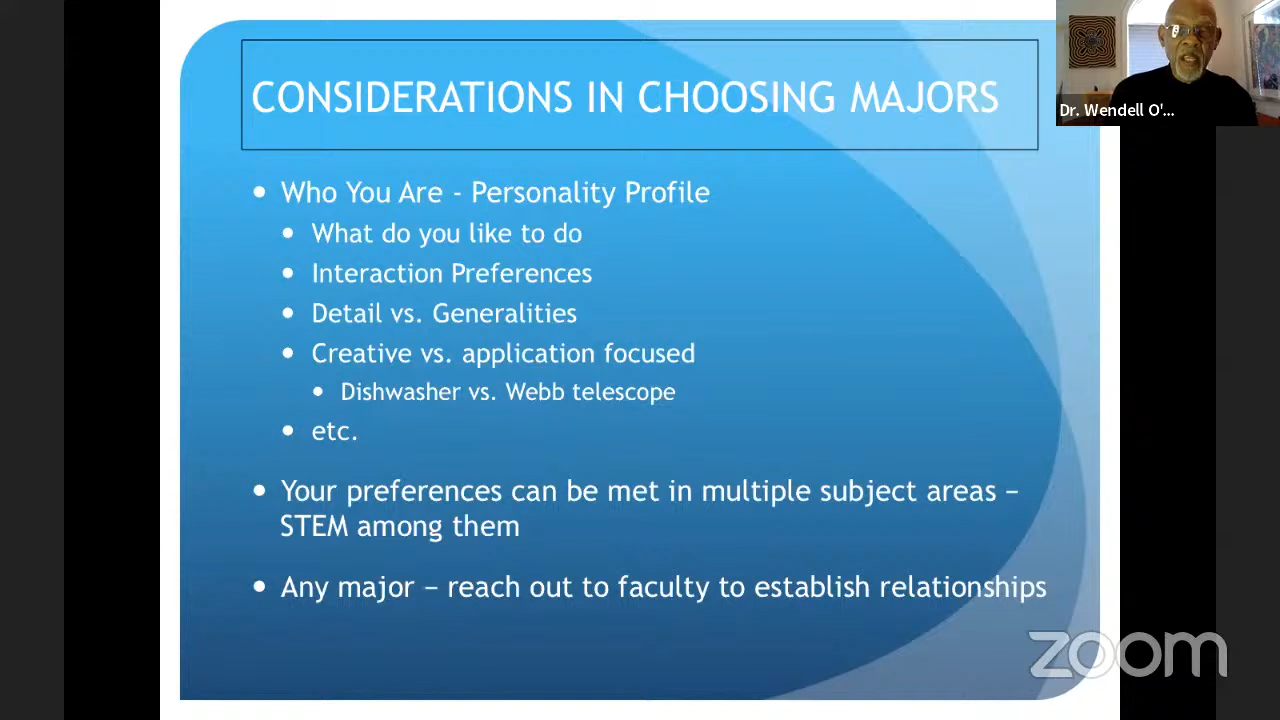 CONSIDERATIONS IN CHOOSING MAJORS
Dr. Wendell O'...
• Who You Are - Personality Profile
• What do you like to do
• Interaction Preferences
• Detail vs. Generalities
• Creative vs. application focused
• Dishwasher vs. Webb telescope
• etc.
• Your preferences can be met in multiple subject areas –
STEM among them
• Any major – reach out to faculty to establish relationships
zoom